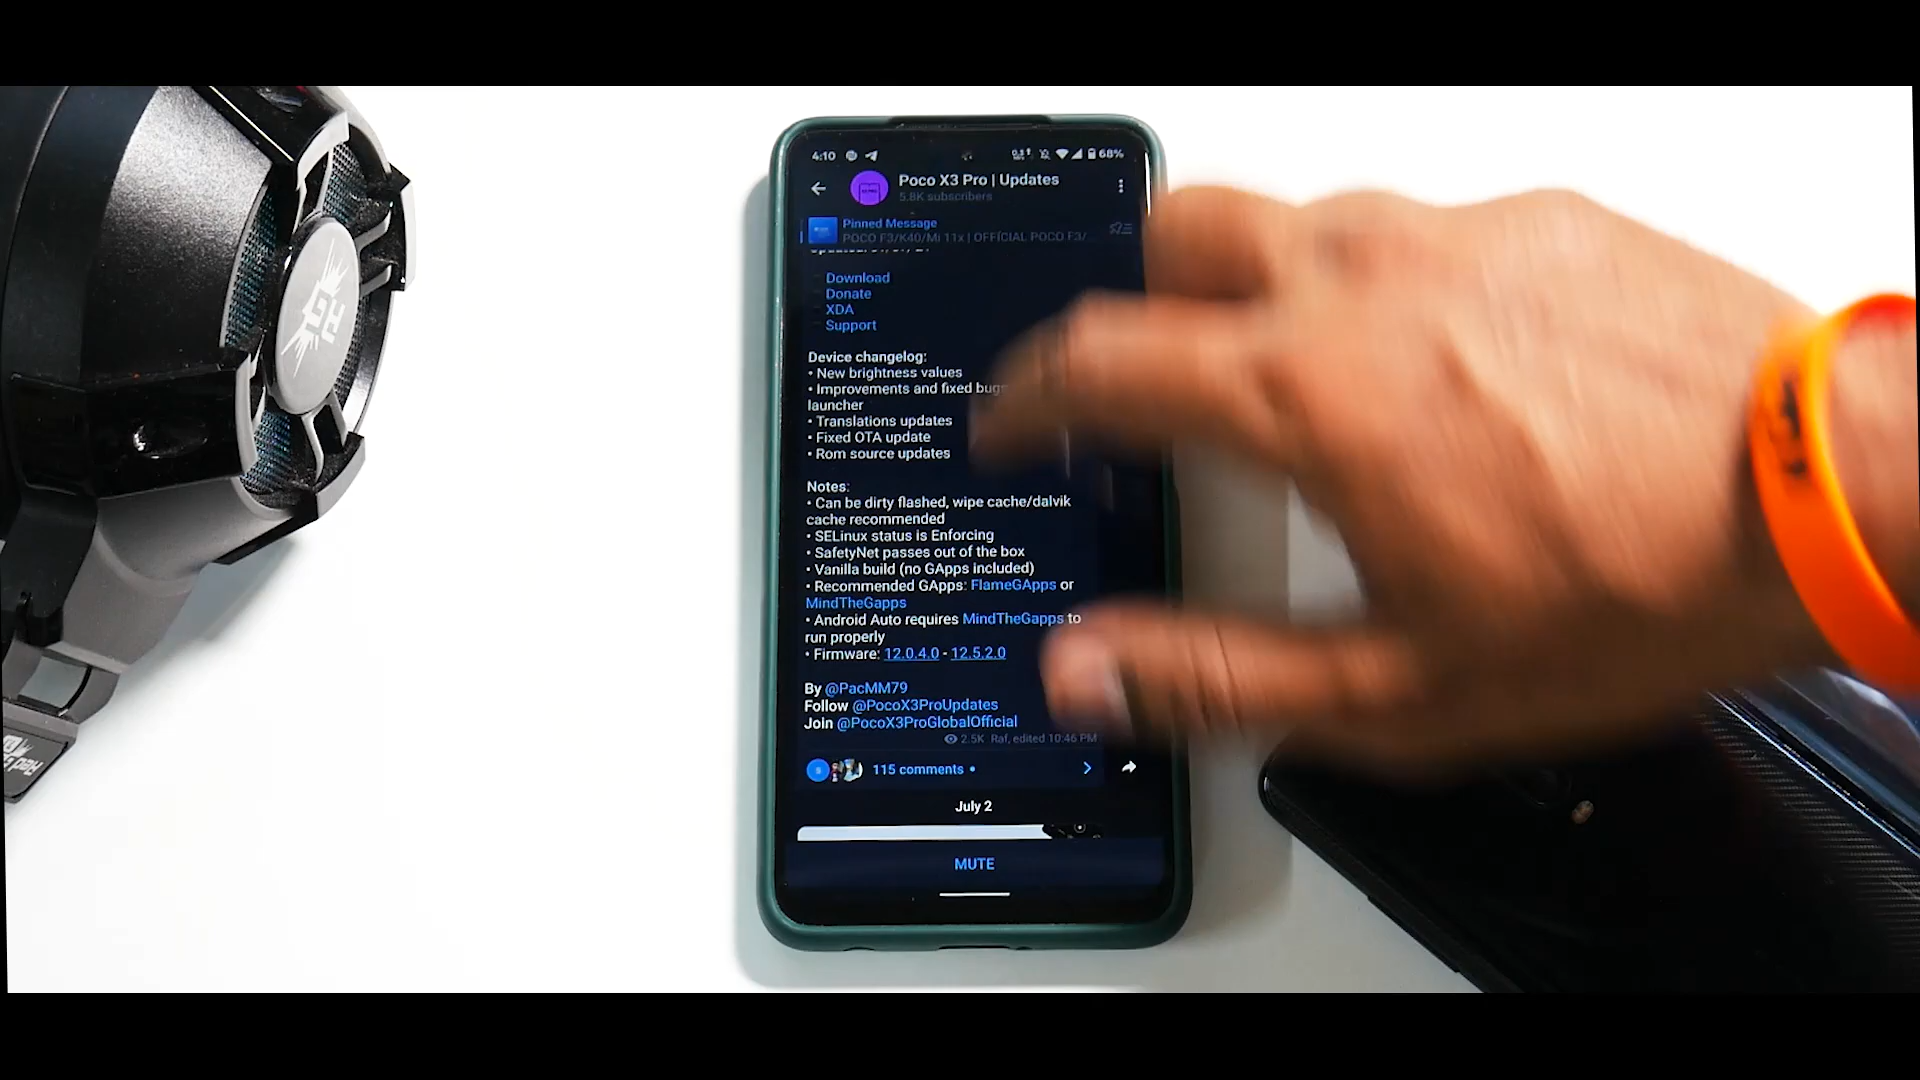 4:10
68%
Poco X3 Pro | Updates
5.8K subscribers
Pinned Message
POCO F3/K40/Mi 11x | OFFÍCIAL POCO F3/...
Download
Donate
XDA
Support
Device changelog:
• New brightness values
• Improvements and fixed bugs
launcher
• Translations updates
• Fixed OTA update
• Rom source updates
Notes:
• Can be dirty flashed, wipe cache/dalvik
cache recommended
• SELinux status is Enforcing
• SafetyNet passes out of the box
• Vanilla build (no GApps included)
• Recommended GApps: FlameGApps or
MindTheGapps
• Android Auto requires MindTheGapps to
run properly
• Firmware: 12.0.4.0 - 12.5.2.0
By @PacMM79
Follow @PocoX3ProUpdates
Join @PocoX3ProGlobalOfficial
2.5K Raf, edited 10:46 PM
115 comments •
July 2
MUTE